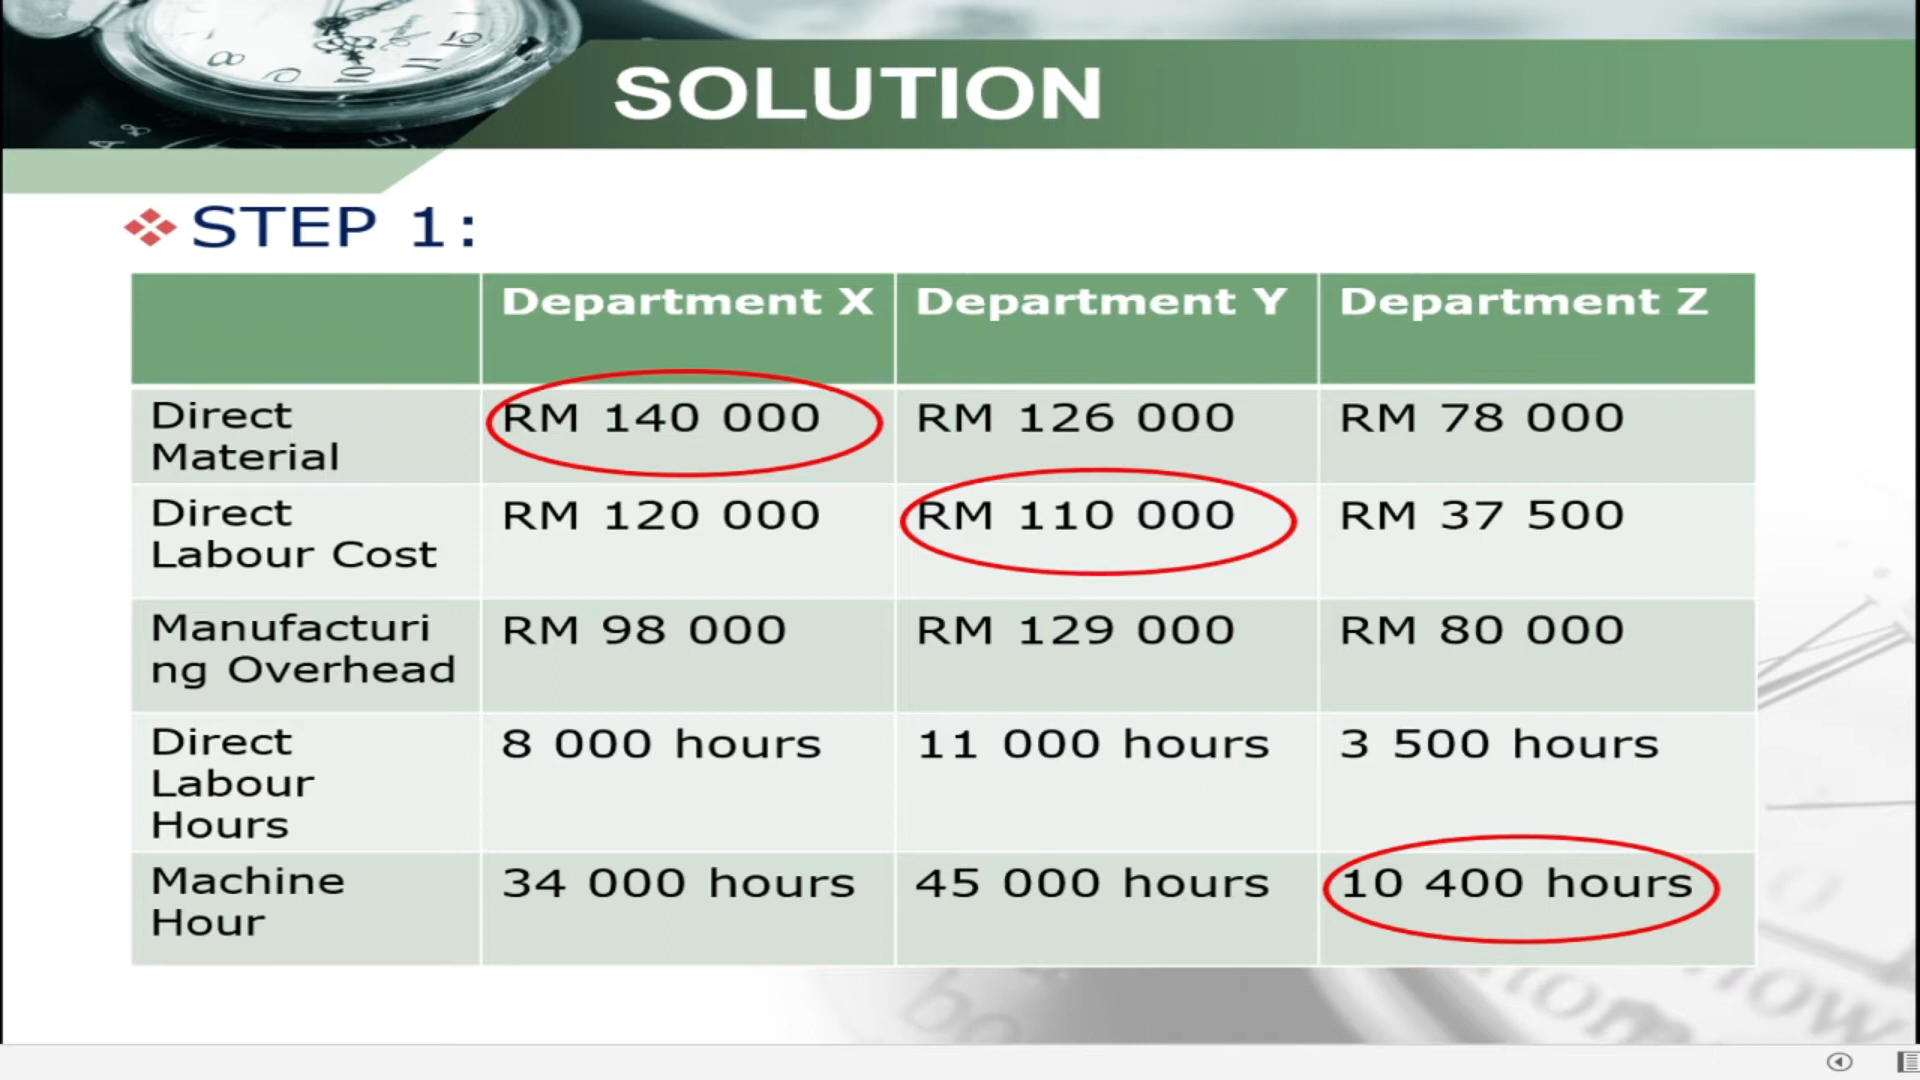 SOLUTION
STEP 1:
Department X Department Y Department Z
Direct
Material
RM 140 000 RM 126 000 RM 78 000
Direct
Labour Cost
RM 120 000 RM 110 000 RM 37 500
Manufacturi
ng Overhead
RM 98 000 RM 129 000 RM 80 000
Direct
Labour
Hours
8 000 hours 11 000 hours 3 500 hours
Machine
Hour
34 000 hours 45 000 hours 10 400 hours